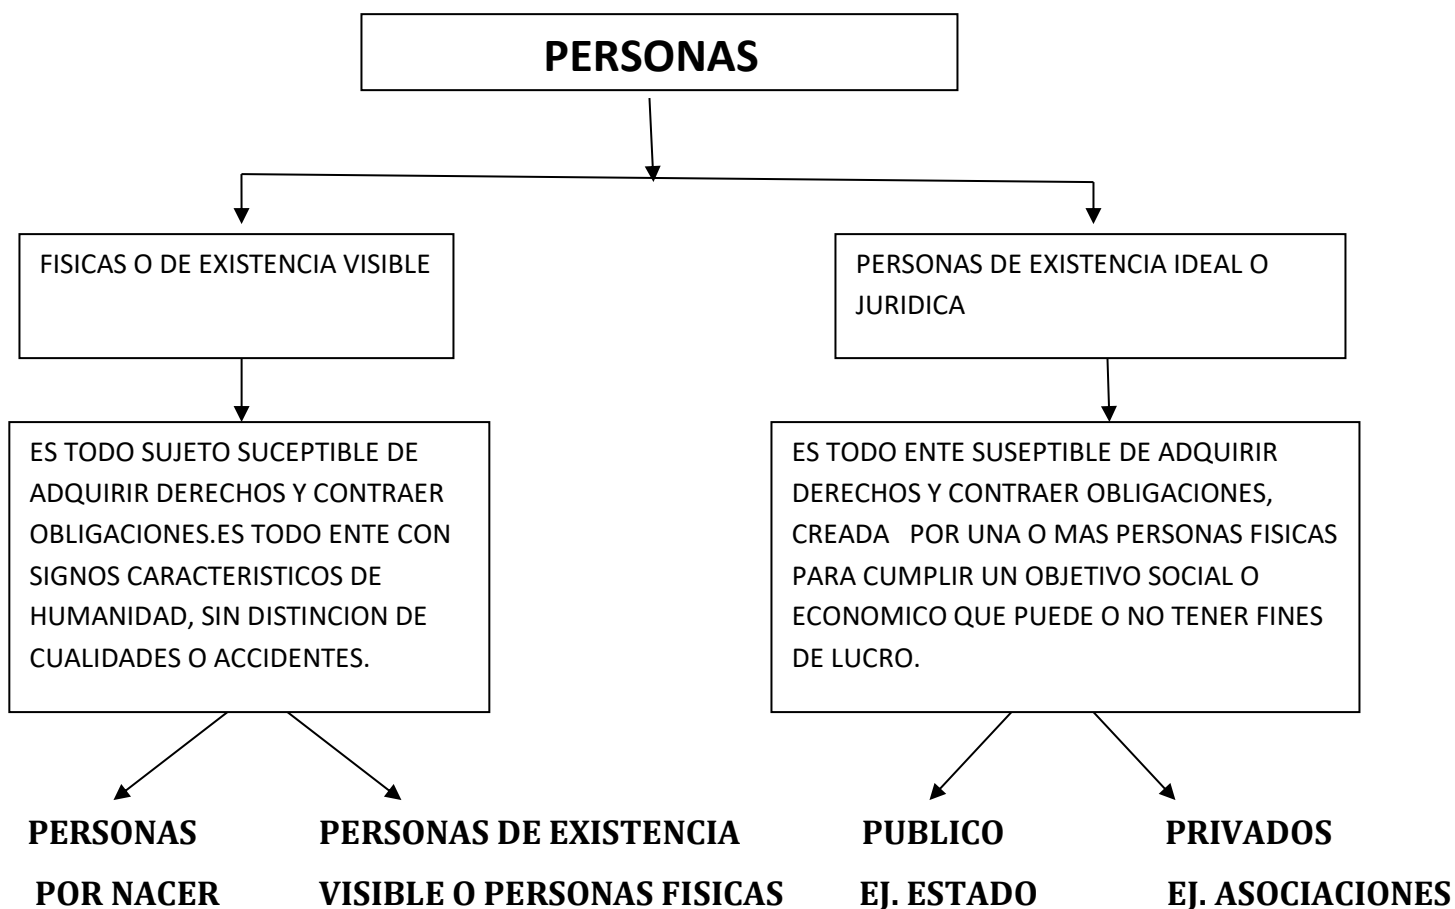 PERSONAS
FISICAS O DE EXISTENCIA VISIBLE
PERSONAS DE EXISTENCIA IDEAL O
JURIDICA
ES TODO SUJETO SUCEPTIBLE DE
ADQUIRIR DERECHOS Y CONTRAER
OBLIGACIONES.ES TODO ENTE CON
SIGNOS CARACTERISTICOS DE
HUMANIDAD, SIN DISTINCION DE
CUALIDADES O ACCIDENTES.
ES TODO ENTE SUSEPTIBLE DE ADQUIRIR
DERECHOS Y CONTRAER OBLIGACIONES,
CREADA POR UNA O MAS PERSONAS FISICAS
PARA CUMPLIR UN OBJETIVO SOCIAL O
ECONOMICO QUE PUEDE O NO TENER FINES
DE LUCRO.
PERSONAS
POR NACER
PERSONAS DE EXISTENCIA
VISIBLE O PERSONAS FISICAS
PUBLICO
EJ. ESTADO
PRIVADOS
EJ. ASOCIACIONES